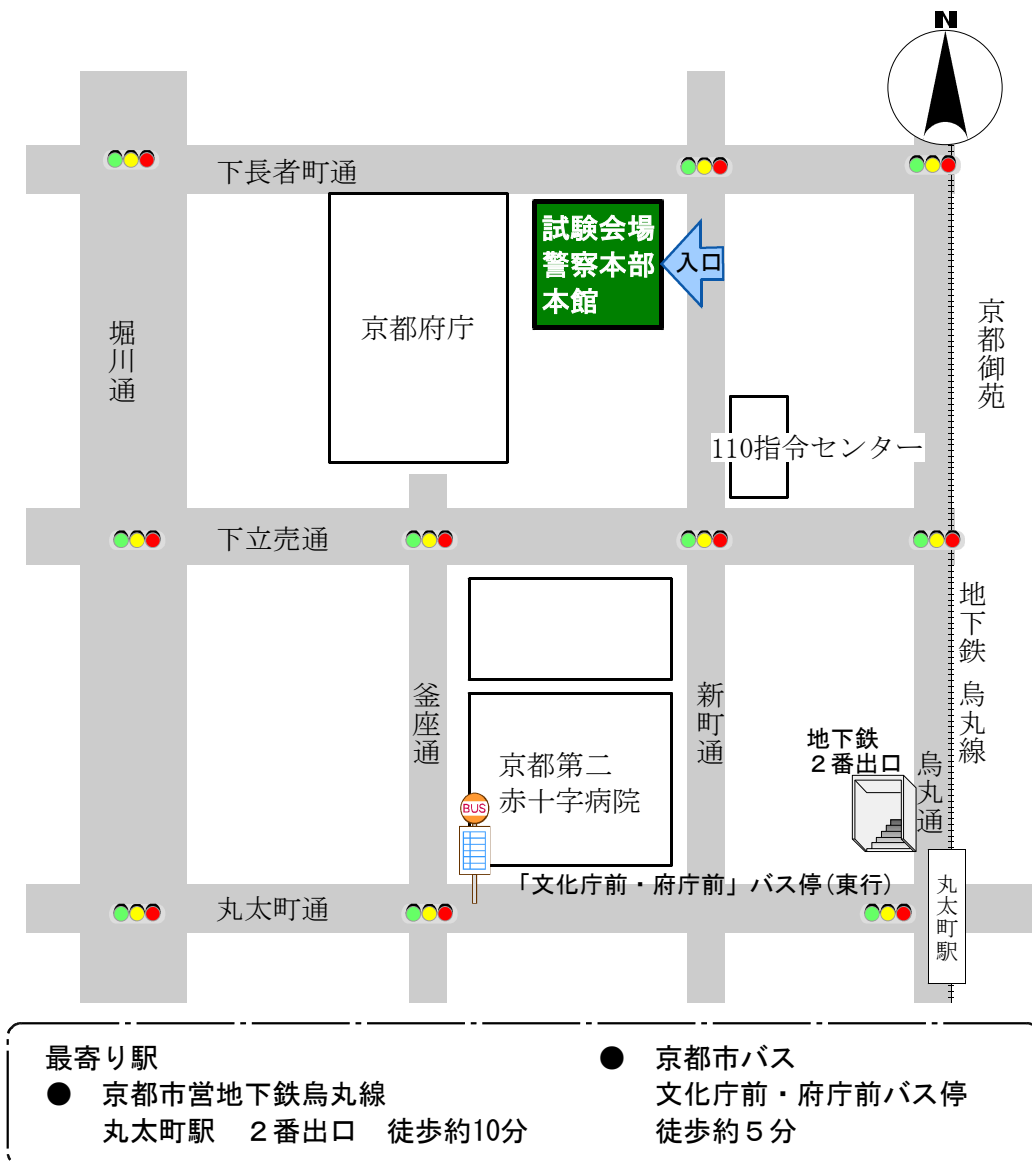 N
下長者町通
試験会場
警察本部
本館
入口
京都府庁
堀川通
京都御苑
110指令センター
下立売通
地下鉄 烏丸線
釜座通
新町通
地下鉄
２番出口
烏丸通
京都第二
赤十字病院
BUS
「文化庁前・府庁前」バス停(東行)
丸太町通
丸太町駅
最寄り駅
● 京都市営地下鉄烏丸線
丸太町駅　２番出口　徒歩約10分
● 京都市バス
文化庁前・府庁前バス停
徒歩約５分